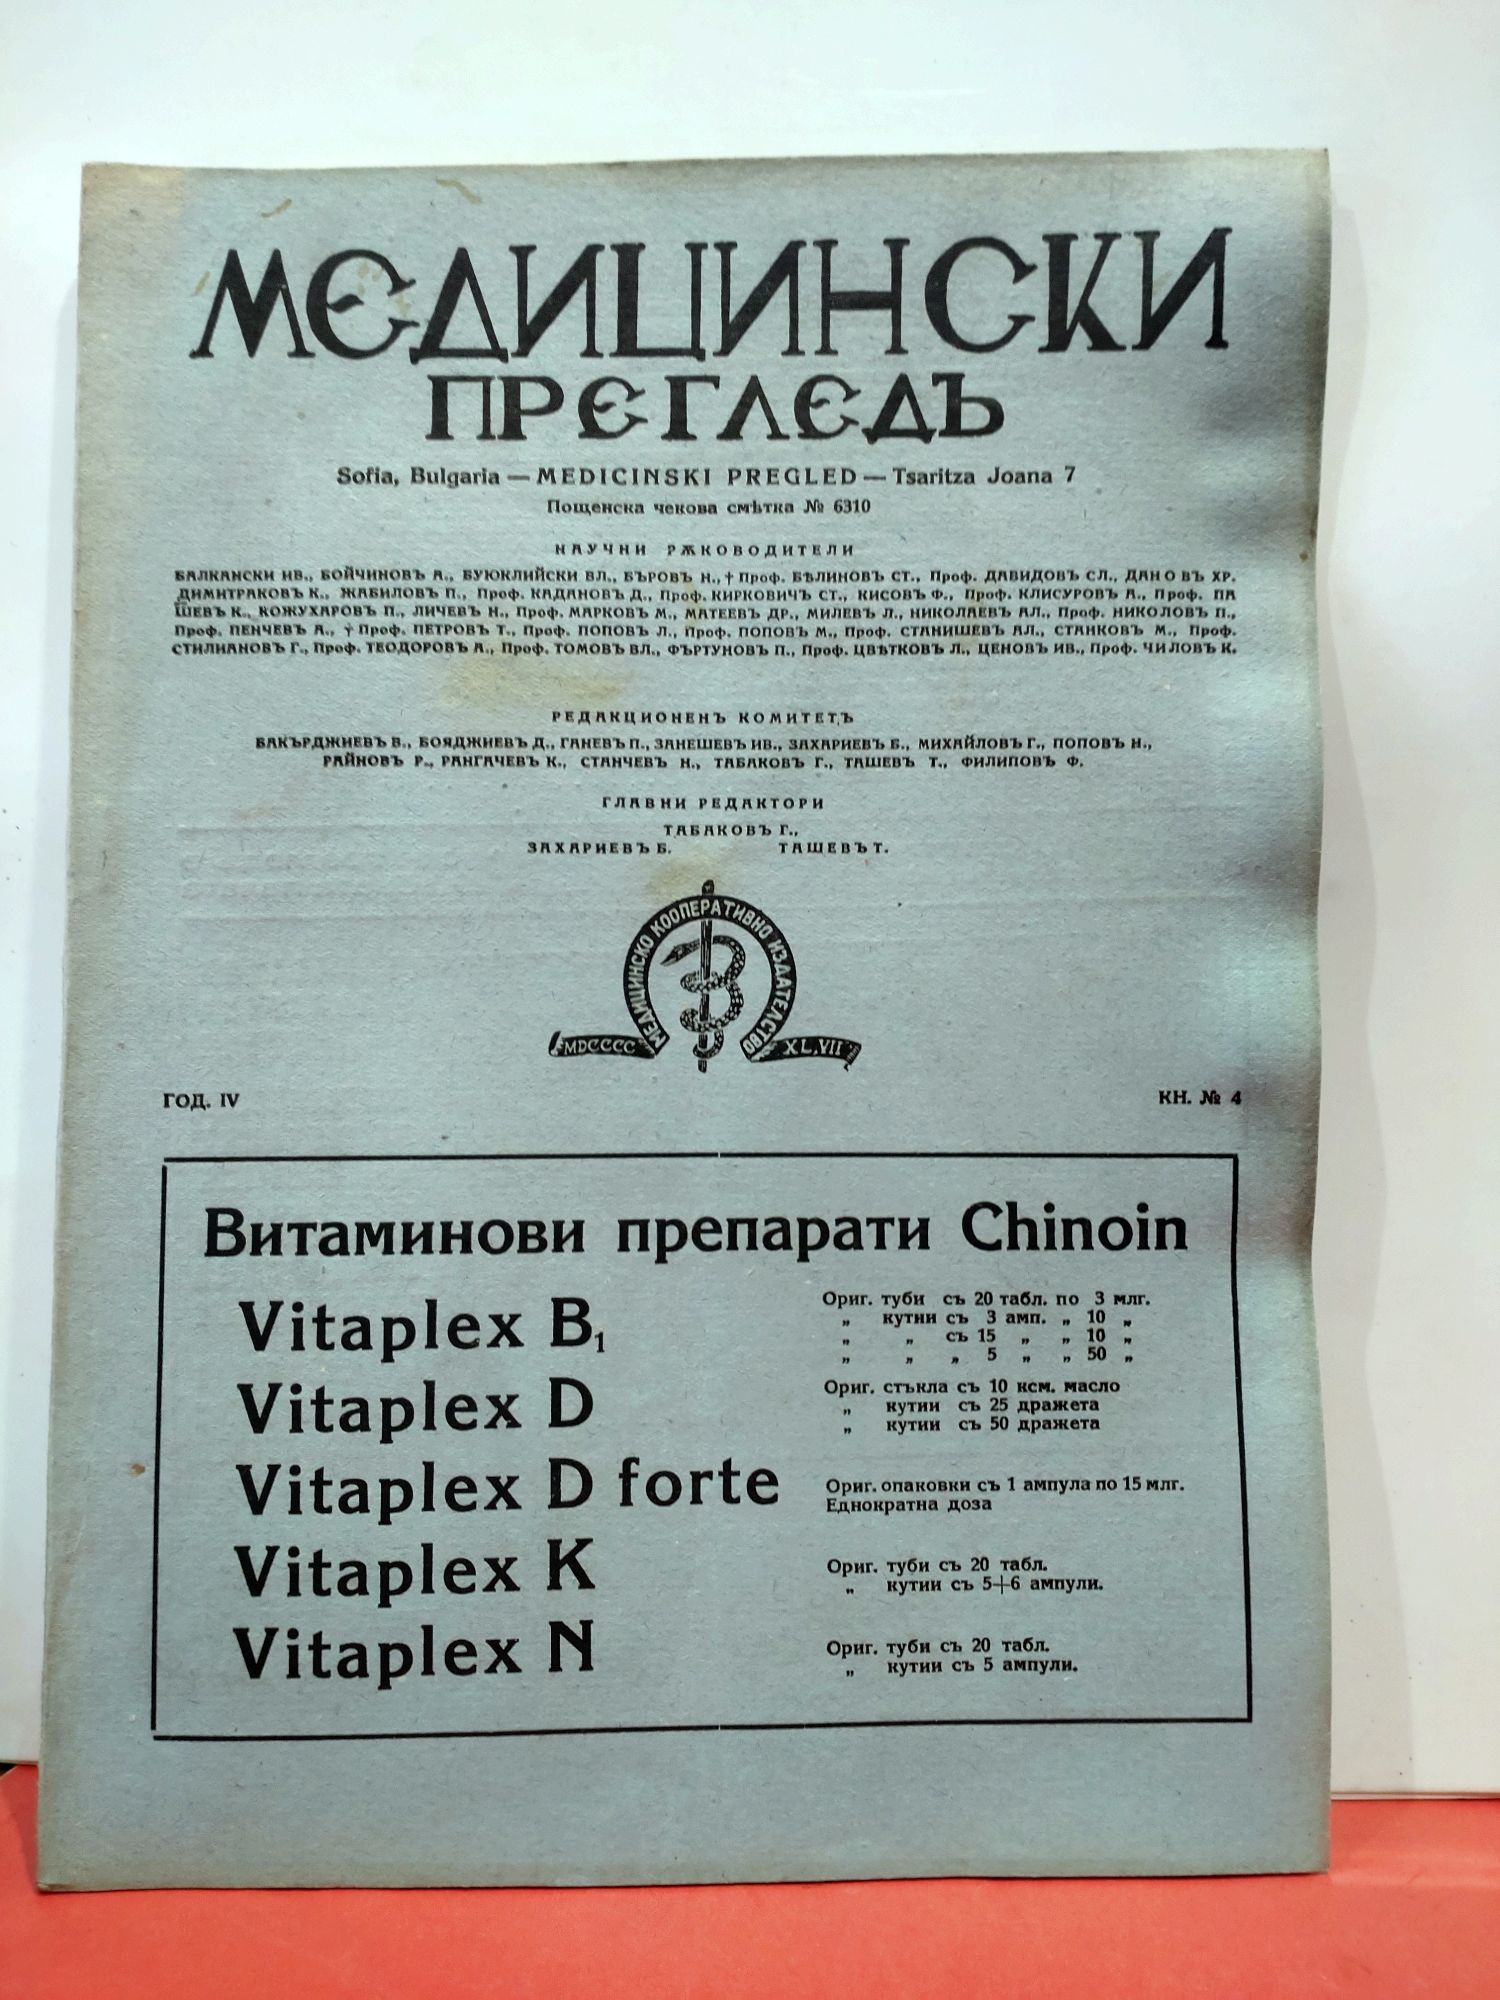 МЕДИЦИНСКИ
ПРЕГЛЕДЪ
Sofia, Bulgaria — MEDICINSKI PREGLED — Tsaritza Joana 7
Пощенска чекова смѣтка № 6310
НАУЧНИ РѪКОВОДИТЕЛИ
БАЛКАНСКИ ИВ., БОЙЧИНОВЪ А., БУЮКЛИЙСКИ ВЛ., БЪРОВЪ Н., † Проф. БѢЛИНОВЪ СТ., Проф. ДАВИДОВЪ СЛ., ДАНОВЪ ХР.
ДИМИТРАКОВЪ К., ЖАБИЛОВЪ П., Проф. КАДАНОВЪ Д., Проф. КИРКОВИЧЪ СТ., КИСОВЪ Ф., Проф. КЛИСУРОВЪ А., Проф. ПА
ШЕВЪ К., КОЖУХАРОВЪ П., ЛИЧЕВЪ Н., Проф. МАРКОВЪ М., МАТЕЕВЪ ДР., МИЛЕВЪ Л., НИКОЛАЕВЪ АЛ., Проф. НИКОЛОВЪ П.,
Проф. ПЕНЧЕВЪ А., † Проф. ПЕТРОВЪ Т., Проф. ПОПОВЪ Л., Проф. ПОПОВЪ М., Проф. СТАНИШЕВЪ АЛ., СТАНКОВЪ М., Проф.
СТИЛИАНОВЪ Г., Проф. ТЕОДОРОВЪ А., Проф. ТОМОВЪ ВЛ., ФЪРТУНОВЪ П., Проф. ЦВѢТКОВЪ Л., ЦЕНОВЪ ИВ., Проф. ЧИЛОВЪ К.
РЕДАКЦИОНЕНЪ КОМИТЕТЪ
БАКЪРДЖИЕВЪ В., БОЯДЖИЕВЪ Д., ГАНЕВЪ П., ЗАНЕШЕВЪ ИВ., ЗАХАРИЕВЪ Б., МИХАЙЛОВЪ Г., ПОПОВЪ Н.,
РАЙНОВЪ Р., РАНГАЧЕВЪ К., СТАНЧЕВЪ Н., ТАБАКОВЪ Г., ТАШЕВЪ Т., ФИЛИПОВЪ Ф.
ГЛАВНИ РЕДАКТОРИ
ТАБАКОВЪ Г.,
ЗАХАРИЕВЪ Б. ТАШЕВЪ Т.
МЕДИЦИНСКО КООПЕРАТИВНО ИЗДАТЕЛСТВО
MDCCCC XL,VII
ГОД. IV КН. № 4
Витаминови препарати Chinoin
Vitaplex B₁ Ориг. туби съ 20 табл. по 3 млг.
„ кутии съ 3 амп. „ 10 „
„ „ съ 15 „ „ 10 „
„ „ „ 5 „ „ 50 „
Vitaplex D Ориг. стъкла съ 10 ксм. масло
„ кутии съ 25 дражета
„ кутии съ 50 дражета
Vitaplex D forte Ориг. опаковки съ 1 ампула по 15 млг.
Еднократна доза
Vitaplex K Ориг. туби съ 20 табл.
„ кутии съ 5+6 ампули.
Vitaplex N Ориг. туби съ 20 табл.
„ кутии съ 5 ампули.